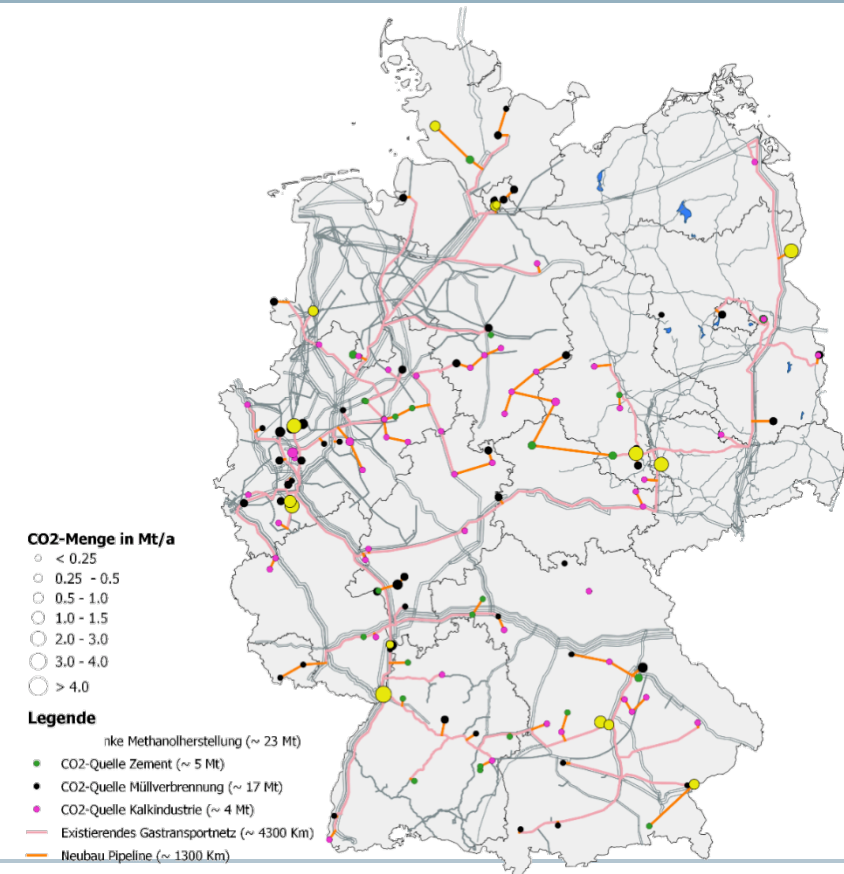 CO2-Menge in Mt/a
< 0.25
0.25 - 0.5
0.5 - 1.0
1.0 - 1.5
2.0 - 3.0
3.0 - 4.0
> 4.0
Legende
nke Methanolherstellung (~ 23 Mt)
CO2-Quelle Zement (~ 5 Mt)
CO2-Quelle Müllverbrennung (~ 17 Mt)
CO2-Quelle Kalkindustrie (~ 4 Mt)
Existierendes Gastransportnetz (~ 4300 Km)
Neubau Pipeline (~ 1300 Km)